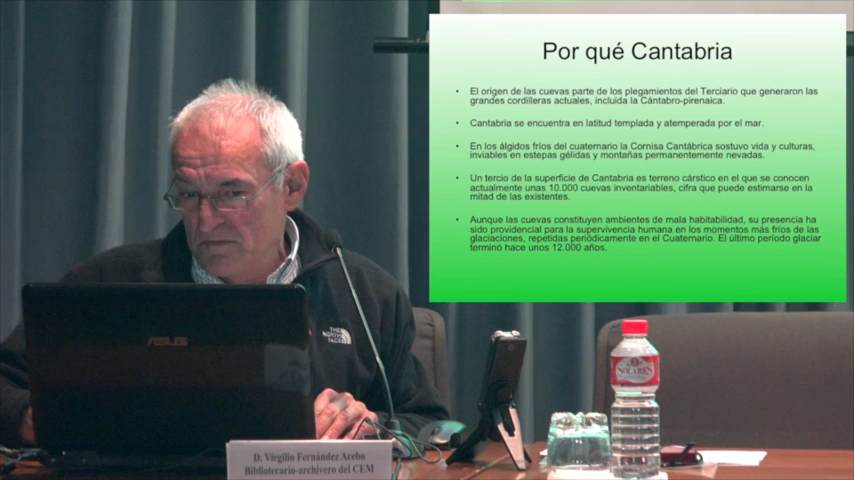 Por qué Cantabria
• El origen de las cuevas parte de los plegamientos del Terciario que generaron las
grandes cordilleras actuales, incluida la Cántabro-pirenaica.
• Cantabria se encuentra en latitud templada y atemperada por el mar.
• En los álgidos fríos del cuaternario la Cornisa Cantábrica sostuvo vida y culturas,
inviables en estepas gélidas y montañas permanentemente nevadas.
• Un tercio de la superficie de Cantabria es terreno cárstico en el que se conocen
actualmente unas 10.000 cuevas inventariables, cifra que puede estimarse en la
mitad de las existentes.
• Aunque las cuevas constituyen ambientes de mala habitabilidad, su presencia ha
sido providencial para la supervivencia humana en los momentos más fríos de las
glaciaciones, repetidas periódicamente en el Cuaternario. El último período glaciar
terminó hace unos 12.000 años.
ASUS
THE
NORTH
FACE
SOLARES
D. Virgilio Fernández Acebo
Bibliotecario-archivero del CEM